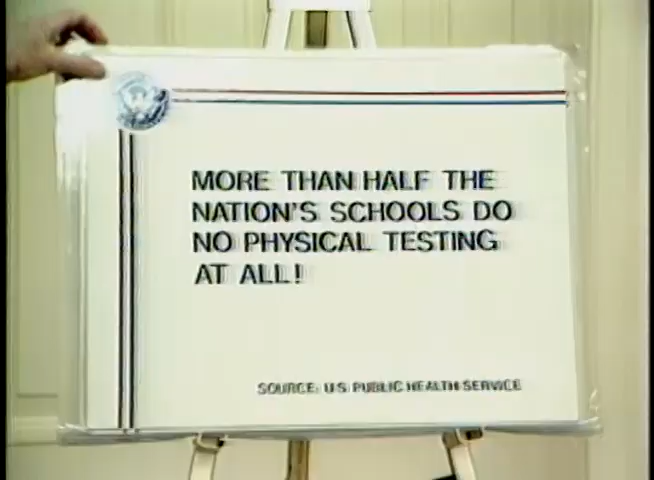 MORE THAN HALF THE
NATION'S SCHOOLS DO
NO PHYSICAL TESTING
AT ALL!
SOURCE: U.S. PUBLIC HEALTH SERVICE